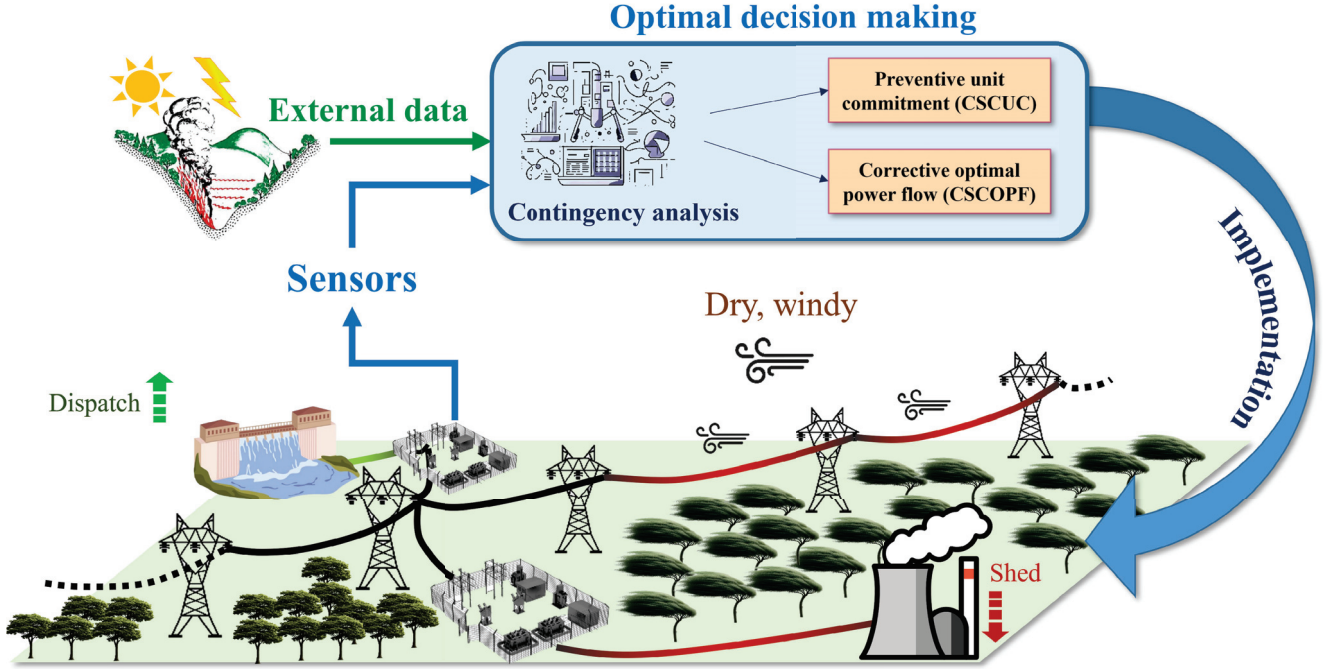 Optimal decision making
External data
Preventive unit
commitment (CSCUC)
Corrective optimal
power flow (CSCOPF)
Contingency analysis
Implementation
Sensors
Dry, windy
Dispatch
Shed